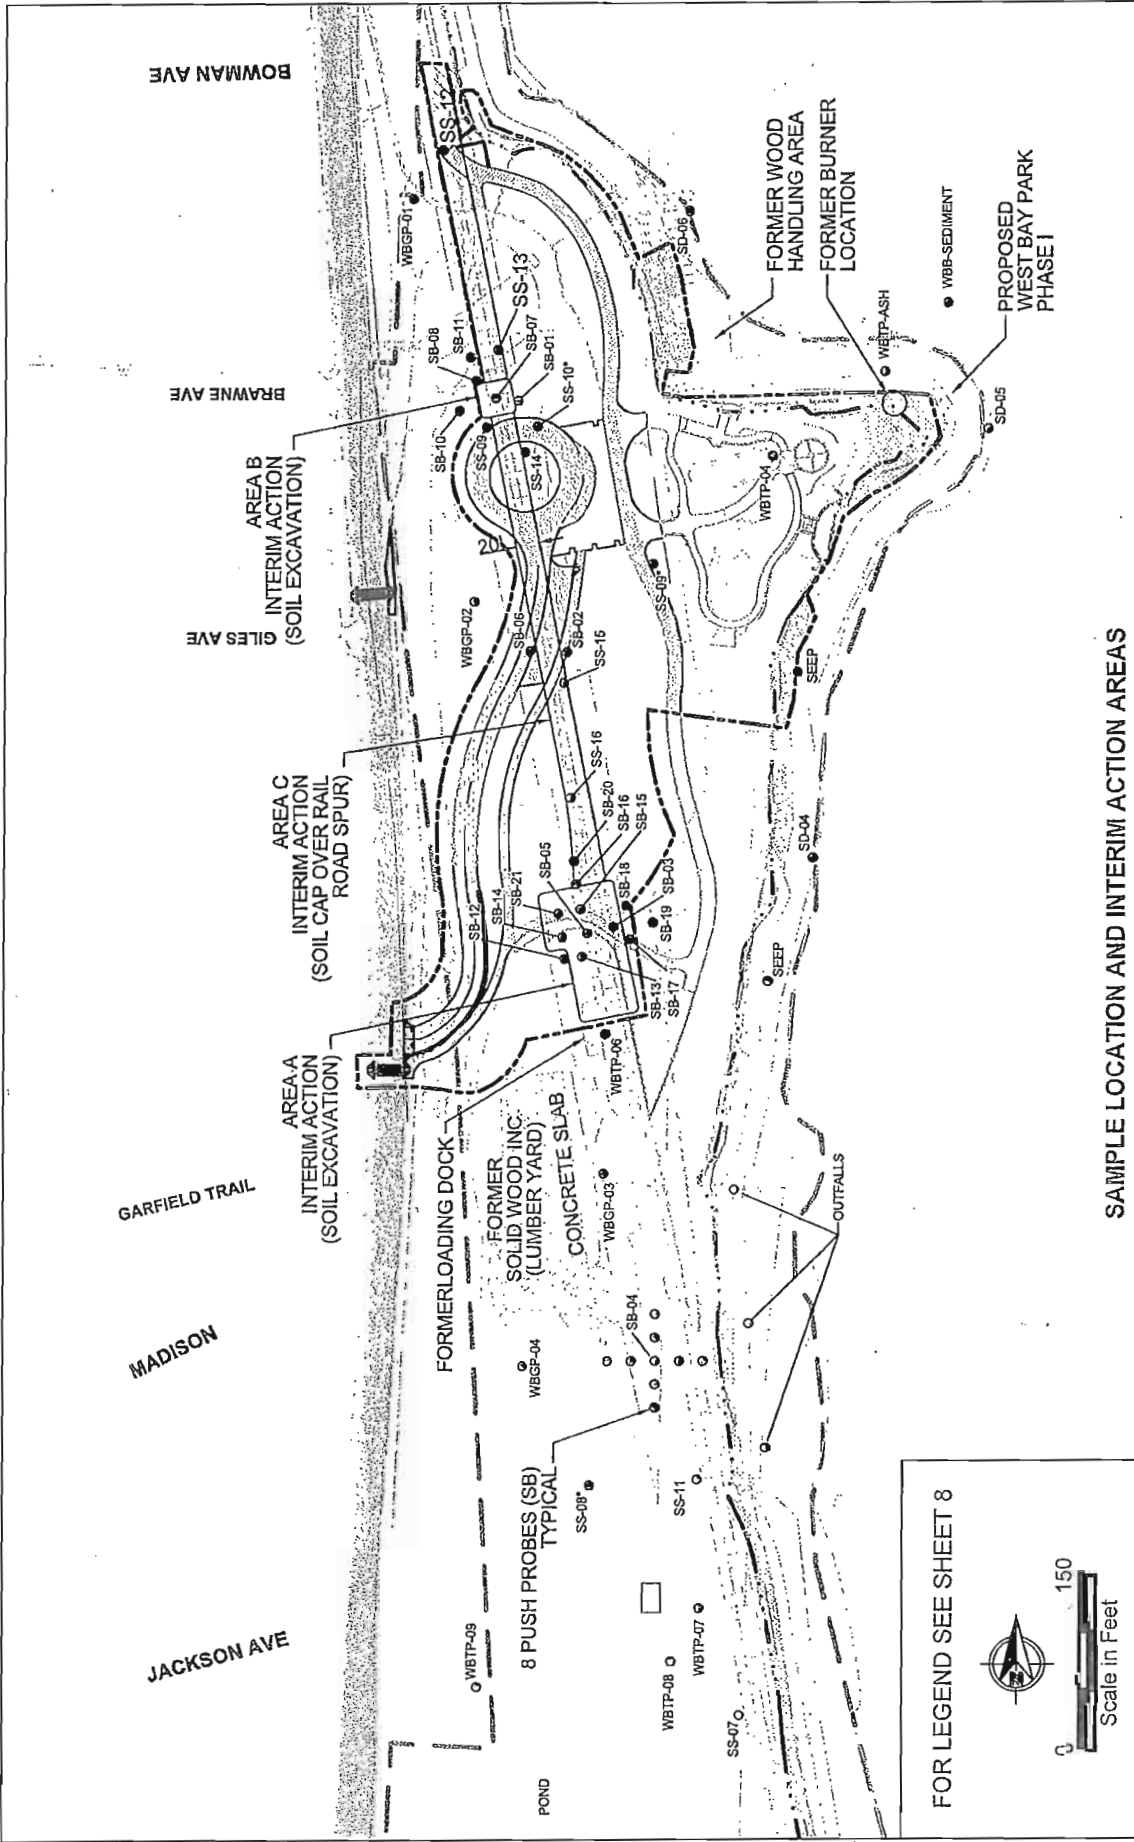 BOWMAN AVE
BRAWNE AVE
GILES AVE
GARFIELD TRAIL
MADISON
JACKSON AVE
AREA B
INTERIM ACTION
(SOIL EXCAVATION)
AREA C
INTERIM ACTION
(SOIL CAP OVER RAIL
ROAD SPUR)
AREA A
INTERIM ACTION
(SOIL EXCAVATION)
SS-12
WBGP-01
SB-08
SB-11
SS-13
SB-07
SB-01
SS-10*
SB-10
SS-09
SS-14
20'
WBGP-02
SB-06
SB-02
SS-15
SS-09*
SS-16
SB-20
SB-16
SB-15
SB-05
SB-21
SB-14
SB-12
SB-18
SB-03
SB-19
SB-13
SB-17
WBTP-06
FORMER WOOD
HANDLING AREA
FORMER BURNER
LOCATION
SD-06
WBTP-ASH
WBB-SEDIMENT
PROPOSED
WEST BAY PARK
PHASE I
SD-05
WBTP-04
SEEP
SD-04
SEEP
FORMERLOADING DOCK
FORMER
SOLID WOOD INC.
(LUMBER YARD)
CONCRETE SLAB
WBGP-03
OUTFALLS
SB-04
WBGP-04
8 PUSH PROBES (SB)
TYPICAL
SS-08*
SS-11
WBTP-09
WBTP-08
WBTP-07
SS-07
POND
FOR LEGEND SEE SHEET 8
N
0 150
Scale in Feet
SAMPLE LOCATION AND INTERIM ACTION AREAS